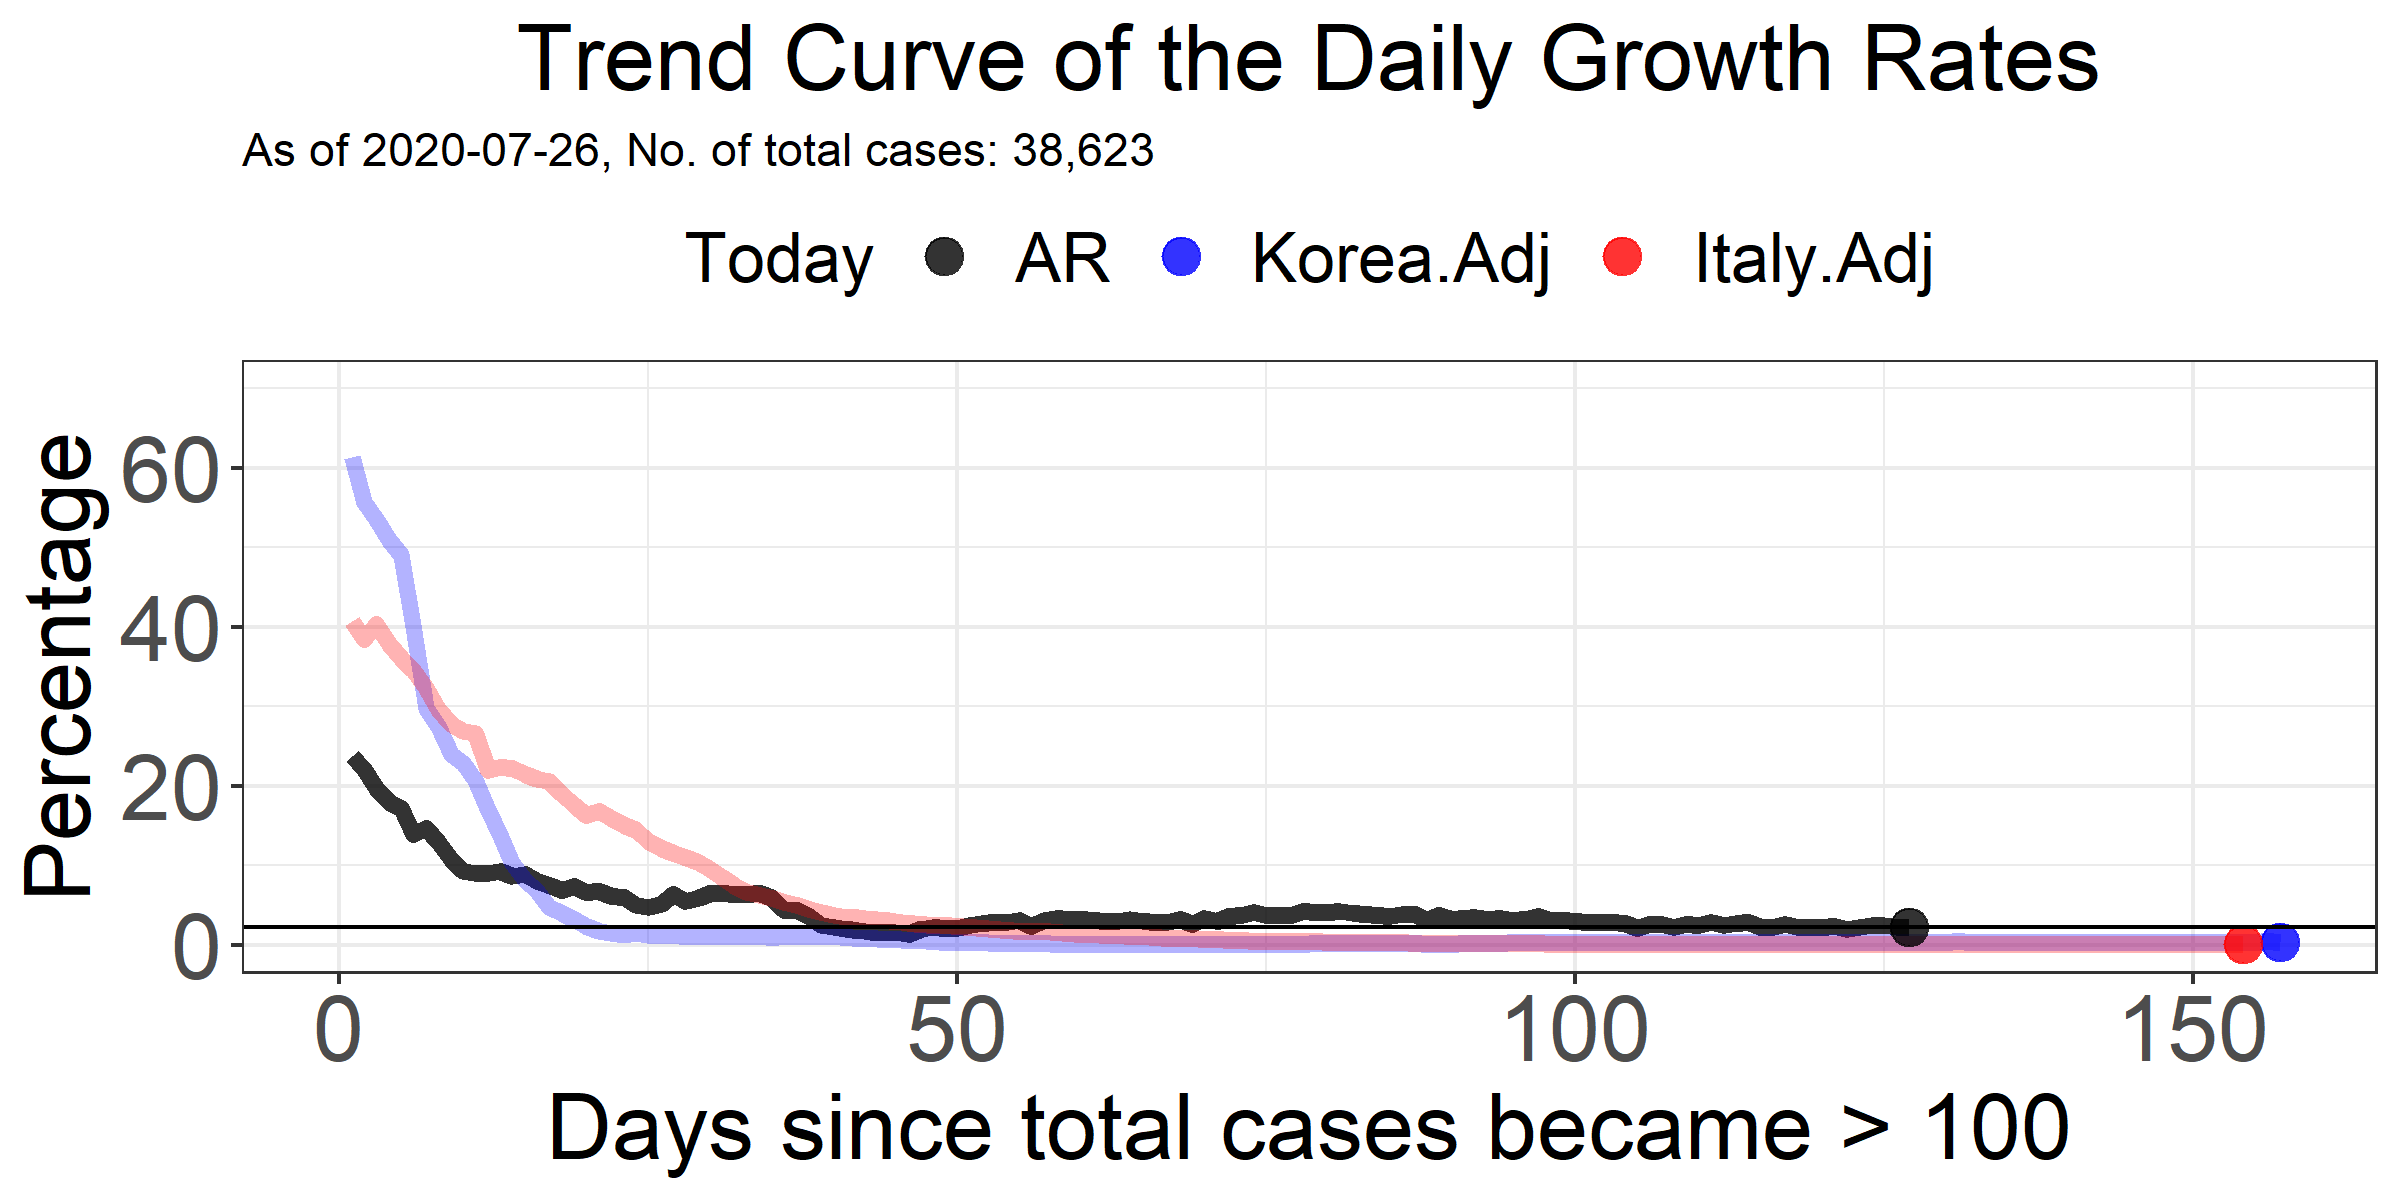 Trend Curve of the Daily Growth Rates
As of 2020-07-26, No. of total cases: 38,623
Today AR Korea.Adj Italy.Adj
Percentage
60
40
20
0
0 50 100 150
Days since total cases became > 100